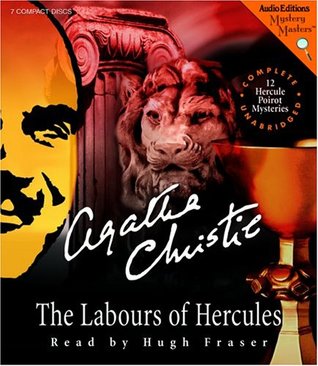 7 COMPACT DISCS
Audio Editions
Mystery
Masters™
COMPLETE
12
Hercule
Poirot
Mysteries
UNABRIDGED
Agatha
Christie
The Labours of Hercules
Read by Hugh Fraser